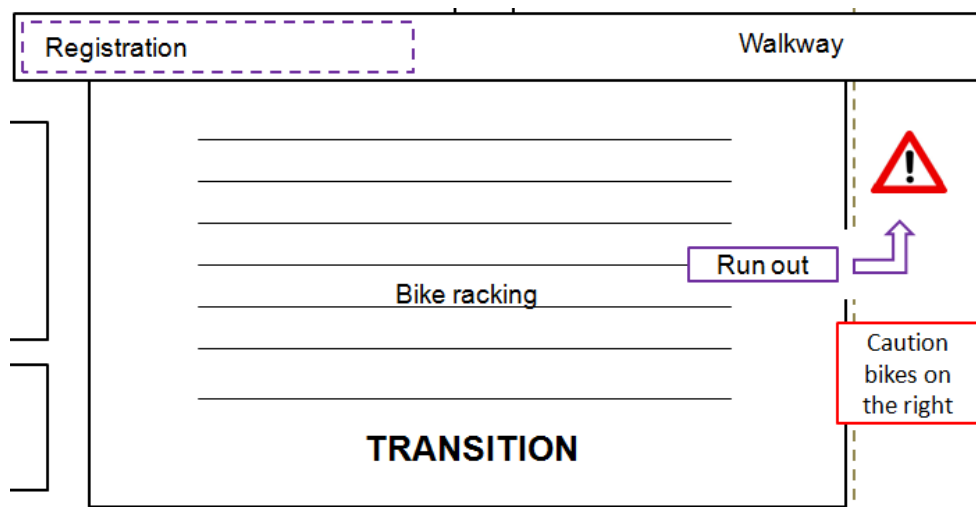 Registration
Walkway
Run out
Bike racking
Caution
bikes on
the right
TRANSITION